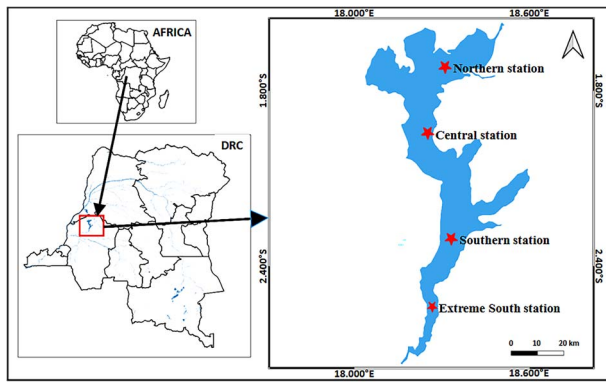 AFRICA
DRC
18.000°E
18.600°E
1.800°S
1.800°S
Northern station
Central station
Southern station
2.400°S
2.400°S
Extreme South station
0 10 20 km
18.000°E
18.600°E